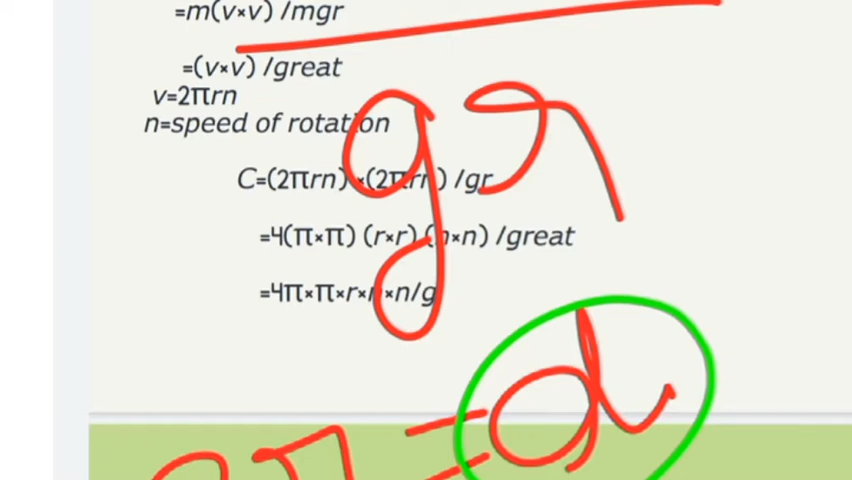 =m(v×v) /mgr
=(v×v) /great
v=2πrn
n=speed of rotation
C=(2πrn) ×(2πrn) /gr
=4(π×π) (r×r) (n×n) /great
=4π×π×r×n×n/g
gr
=d